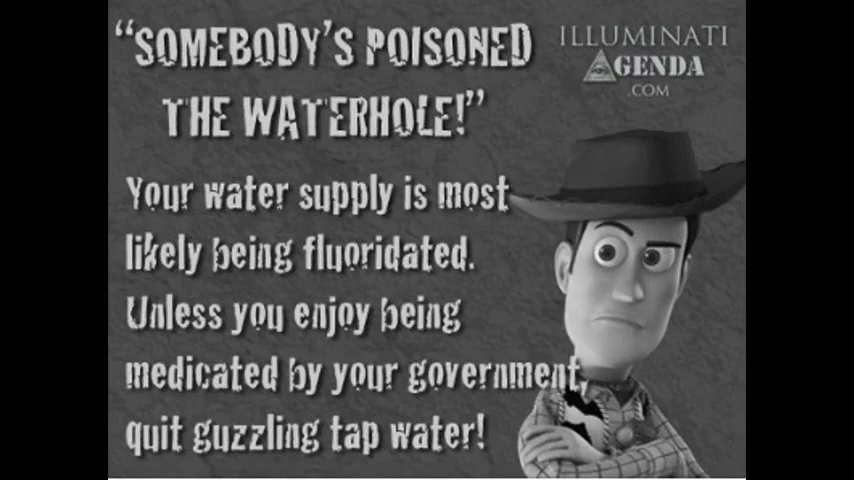 "SOMEBODY'S POISONED
THE WATERHOLE!"
ILLUMINATI
AGENDA
.COM
Your water supply is most
likely being fluoridated.
Unless you enjoy being
medicated by your government,
quit guzzling tap water!